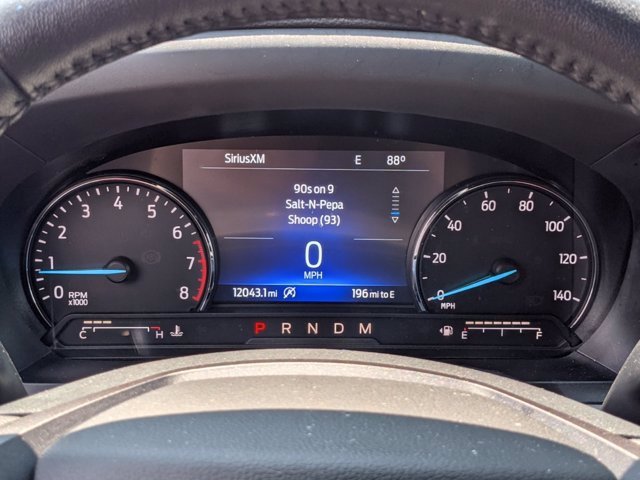 SiriusXM E 88°
90s on 9
Salt-N-Pepa
Shoop (93)
0
MPH
12043.1 mi 196 mi to E
0 1 2 3 4 5 6 7 8
RPM
x1000
0 20 40 60 80 100 120 140
MPH
C H
P R N D M
E F